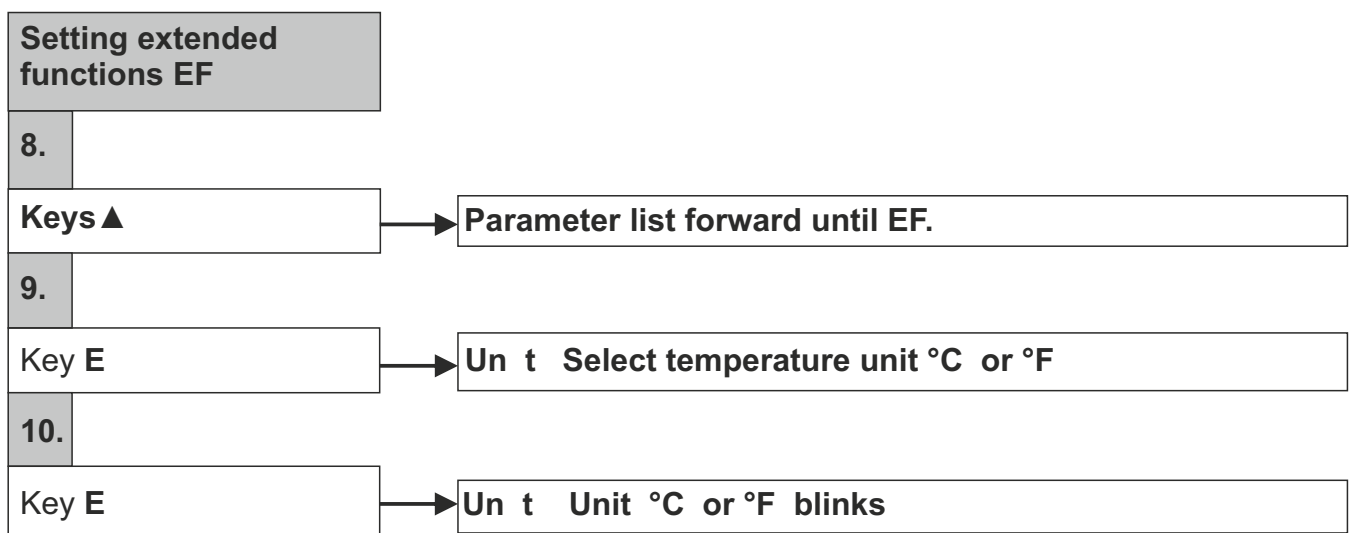 Setting extended
functions EF
8.
Keys▲
Parameter list forward until EF.
9.
Key E
Un t Select temperature unit °C or °F
10.
Key E
Un t Unit °C or °F blinks